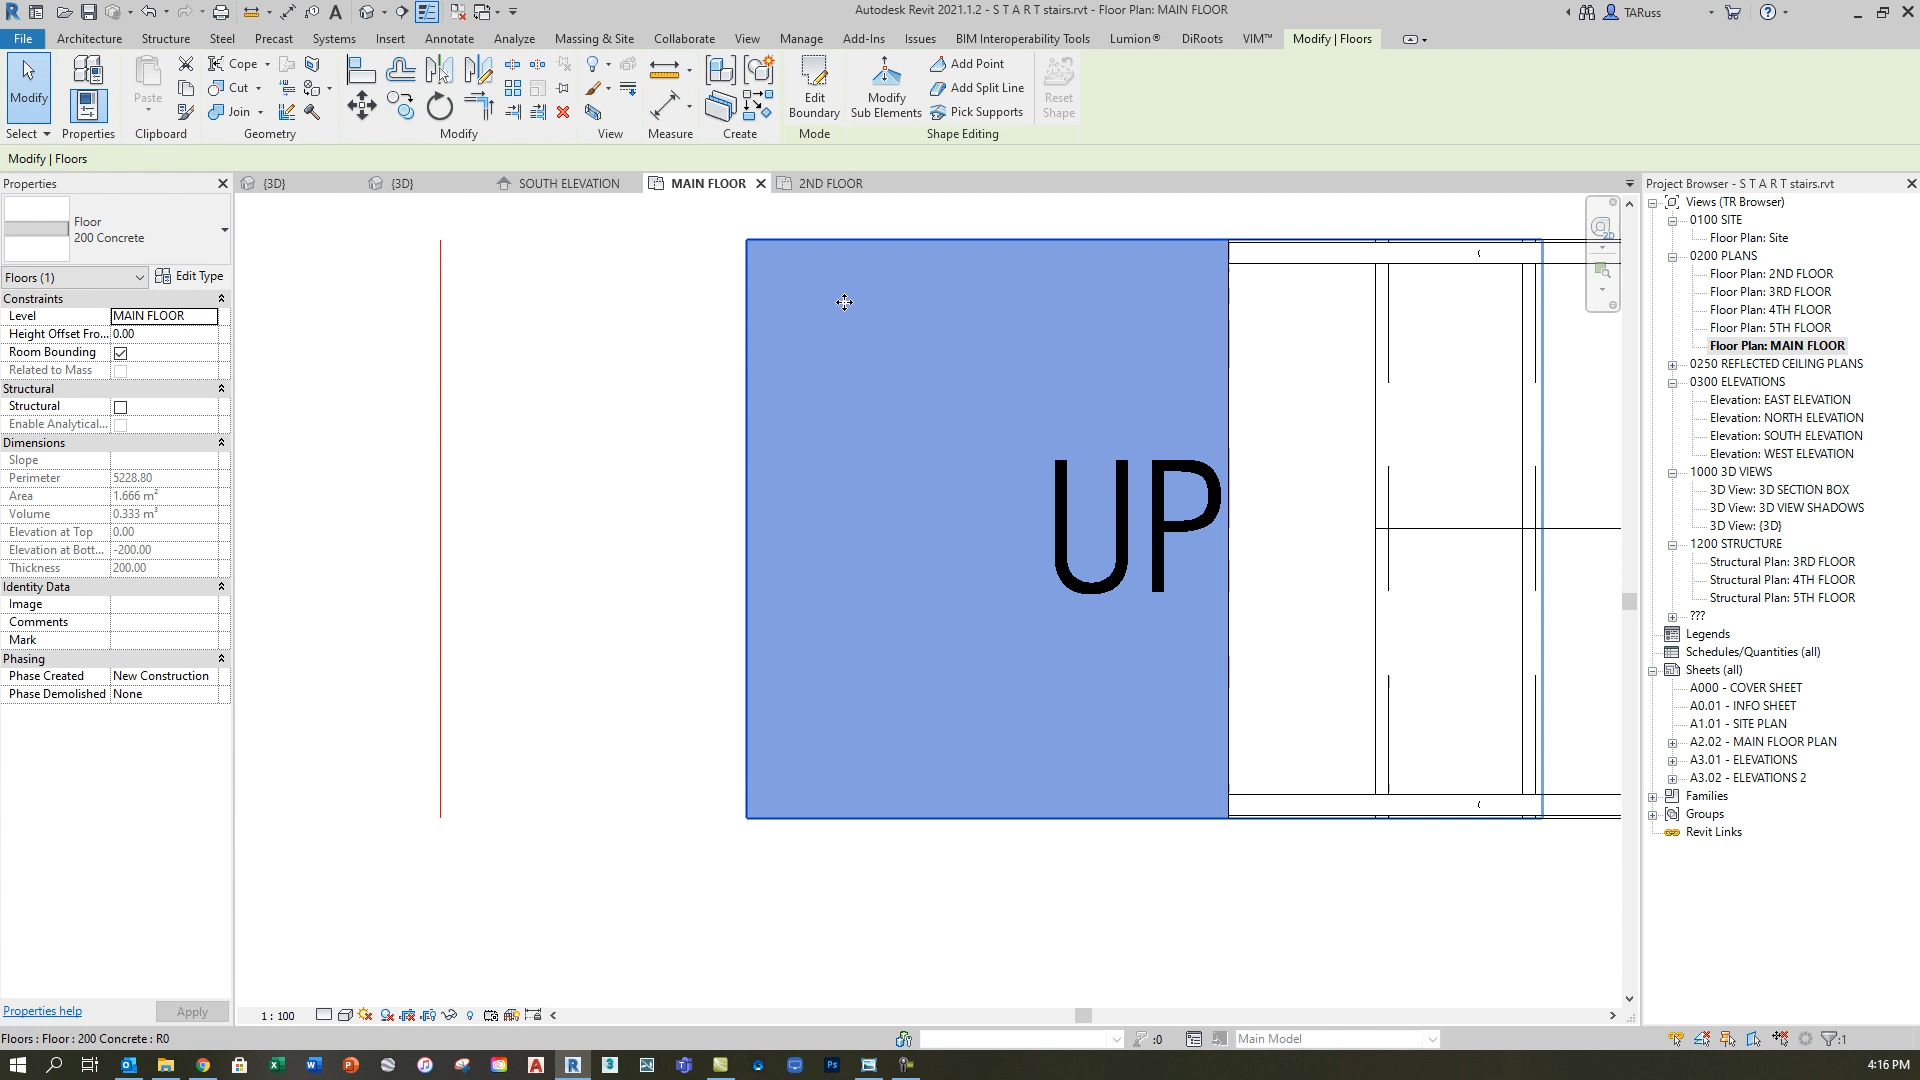 Autodesk Revit 2021.1.2 - S T A R T stairs.rvt - Floor Plan: MAIN FLOOR
TARuss
File Architecture Structure Steel Precast Systems Insert Annotate Analyze Massing & Site Collaborate View Manage Add-Ins Issues BIM Interoperability Tools Lumion® DiRoots VIM™ Modify | Floors
Modify
Paste
Cope
Cut
Join
Edit Boundary
Modify Sub Elements
Add Point
Add Split Line
Pick Supports
Reset Shape
Select Properties Clipboard Geometry Modify View Measure Create Mode Shape Editing
Modify | Floors
Properties
{3D} {3D} SOUTH ELEVATION MAIN FLOOR 2ND FLOOR
Floor
200 Concrete
Floors (1) Edit Type
Constraints
Level MAIN FLOOR
Height Offset Fro... 0.00
Room Bounding
Related to Mass
Structural
Structural
Enable Analytical...
Dimensions
Slope
Perimeter 5228.80
Area 1.666 m²
Volume 0.333 m³
Elevation at Top 0.00
Elevation at Bott... -200.00
Thickness 200.00
Identity Data
Image
Comments
Mark
Phasing
Phase Created New Construction
Phase Demolished None
Properties help Apply
UP
2D
1 : 100
Project Browser - S T A R T stairs.rvt
Views (TR Browser)
0100 SITE
Floor Plan: Site
0200 PLANS
Floor Plan: 2ND FLOOR
Floor Plan: 3RD FLOOR
Floor Plan: 4TH FLOOR
Floor Plan: 5TH FLOOR
Floor Plan: MAIN FLOOR
0250 REFLECTED CEILING PLANS
0300 ELEVATIONS
Elevation: EAST ELEVATION
Elevation: NORTH ELEVATION
Elevation: SOUTH ELEVATION
Elevation: WEST ELEVATION
1000 3D VIEWS
3D View: 3D SECTION BOX
3D View: 3D VIEW SHADOWS
3D View: {3D}
1200 STRUCTURE
Structural Plan: 3RD FLOOR
Structural Plan: 4TH FLOOR
Structural Plan: 5TH FLOOR
???
Legends
Schedules/Quantities (all)
Sheets (all)
A000 - COVER SHEET
A0.01 - INFO SHEET
A1.01 - SITE PLAN
A2.02 - MAIN FLOOR PLAN
A3.01 - ELEVATIONS
A3.02 - ELEVATIONS 2
Families
Groups
Revit Links
Floors : Floor : 200 Concrete : R0 :0 Main Model :1
4:16 PM